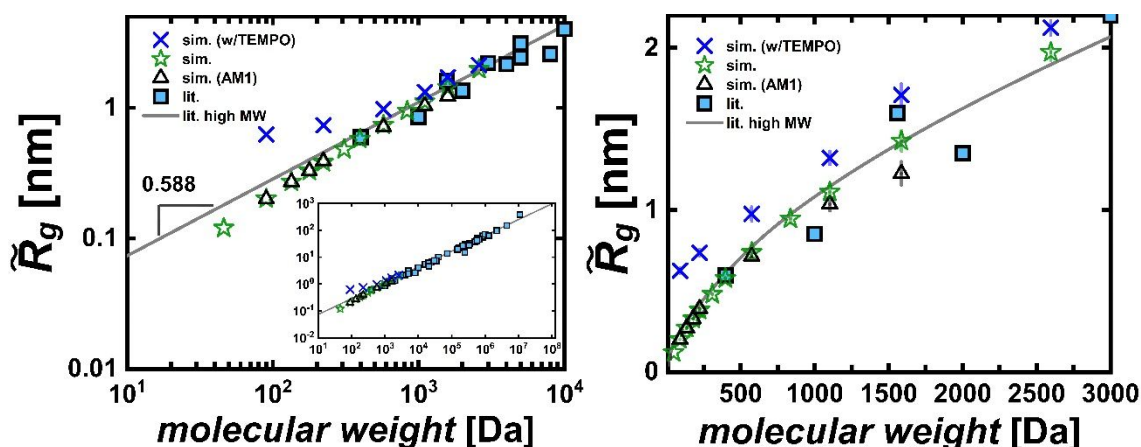 R̃g [nm]
1
0.1
0.01
sim. (w/TEMPO)
sim.
sim. (AM1)
lit.
lit. high MW
0.588
10³
10²
10¹
10⁰
10⁻¹
10⁻²
10¹ 10² 10³ 10⁴ 10⁵ 10⁶ 10⁷ 10⁸
10¹ 10² 10³ 10⁴
molecular weight [Da]
R̃g [nm]
2
1
0
sim. (w/TEMPO)
sim.
sim. (AM1)
lit.
lit. high MW
500 1000 1500 2000 2500 3000
molecular weight [Da]